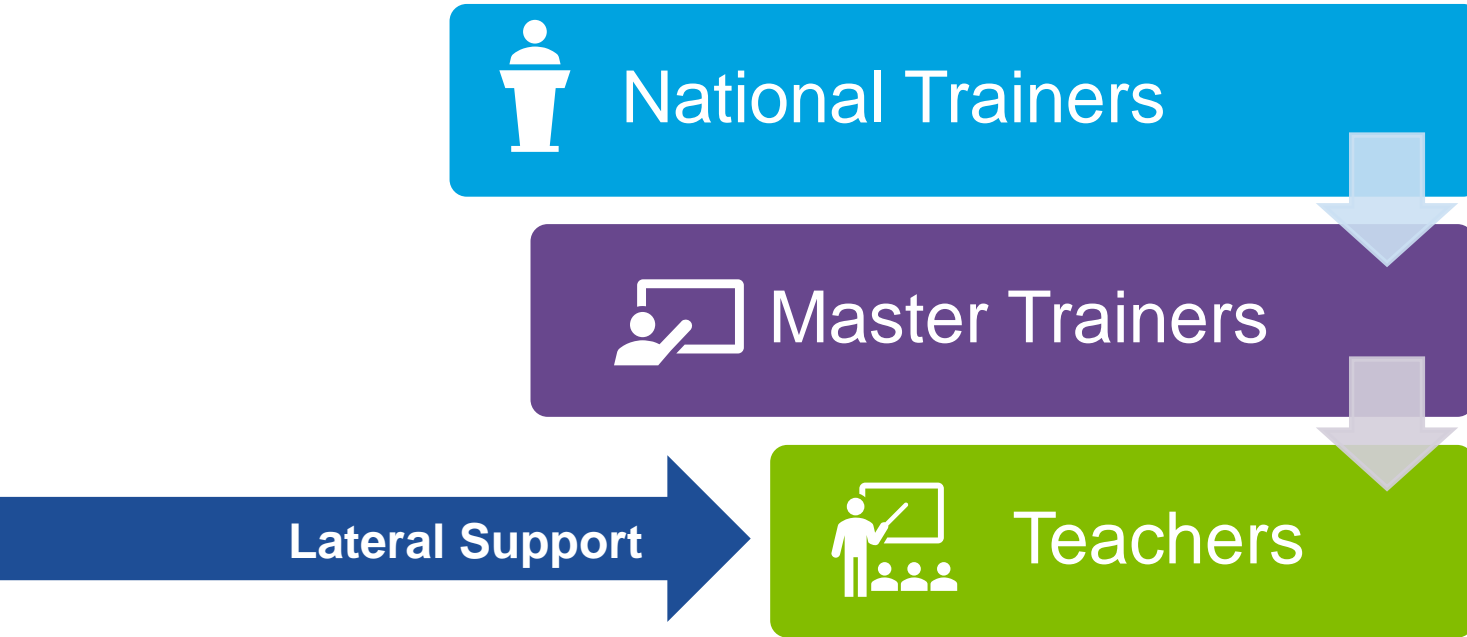 National Trainers
Master Trainers
Lateral Support
Teachers